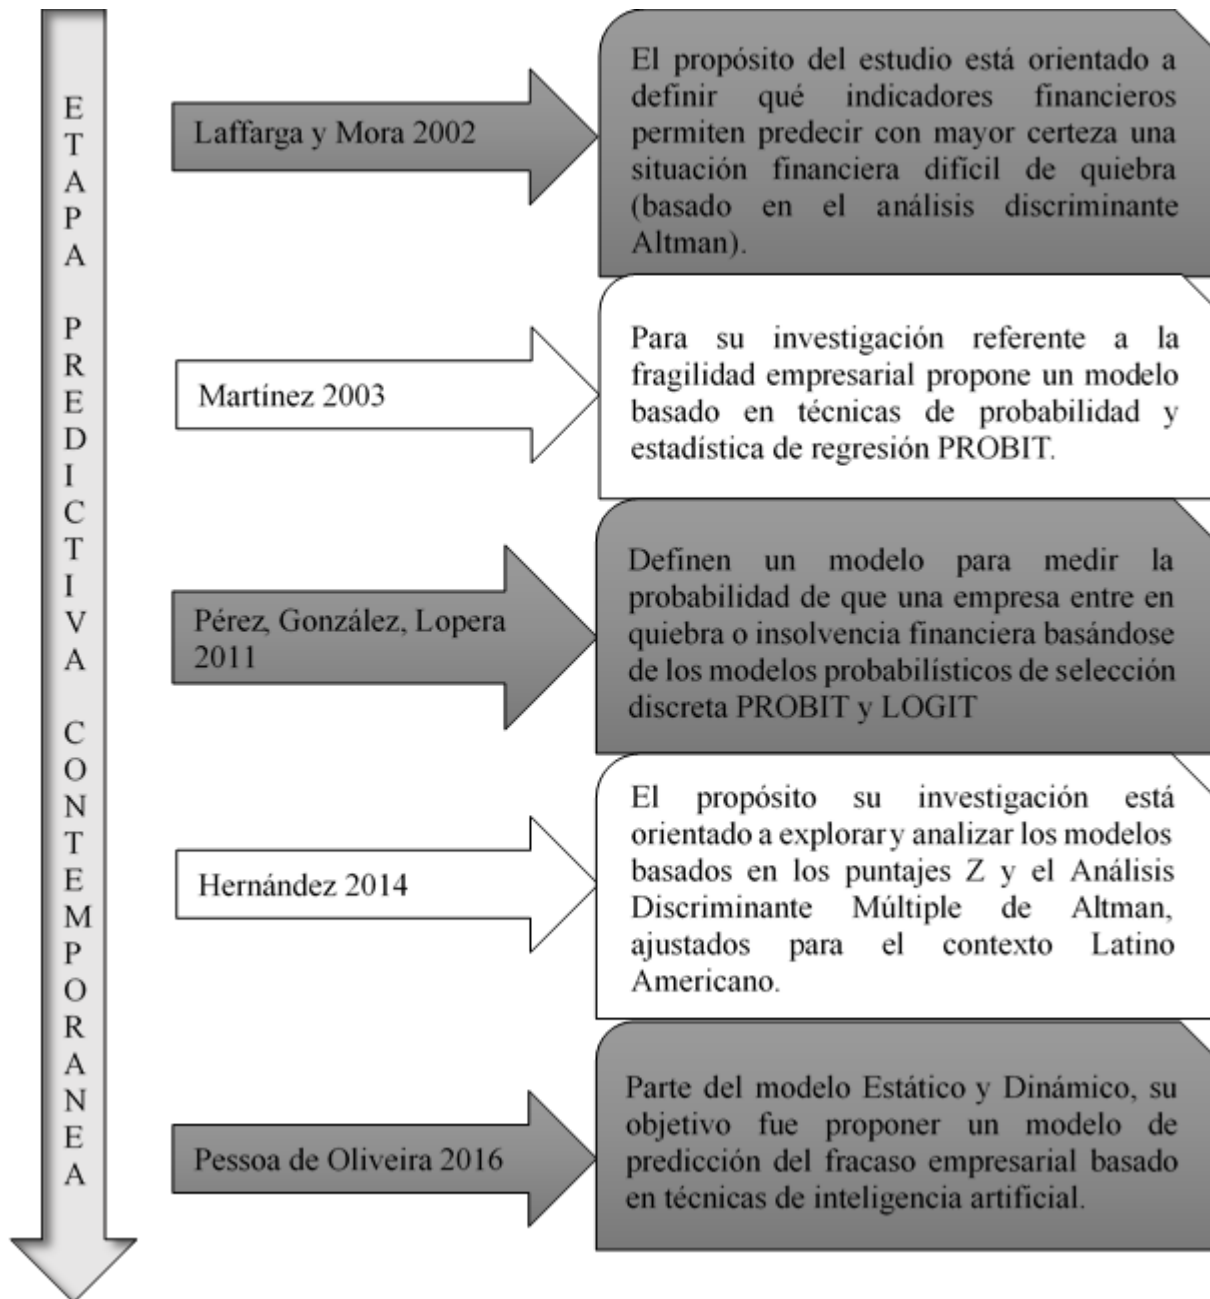 ETAPA PREDICTIVA CONTEMPORANEA
Laffarga y Mora 2002
El propósito del estudio está orientado a
definir qué indicadores financieros
permiten predecir con mayor certeza una
situación financiera difícil de quiebra
(basado en el análisis discriminante
Altman).
Martínez 2003
Para su investigación referente a la
fragilidad empresarial propone un modelo
basado en técnicas de probabilidad y
estadística de regresión PROBIT.
Pérez, González, Lopera
2011
Definen un modelo para medir la
probabilidad de que una empresa entre en
quiebra o insolvencia financiera basándose
de los modelos probabilísticos de selección
discreta PROBIT y LOGIT
Hernández 2014
El propósito su investigación está
orientado a explorar y analizar los modelos
basados en los puntajes Z y el Análisis
Discriminante Múltiple de Altman,
ajustados para el contexto Latino
Americano.
Pessoa de Oliveira 2016
Parte del modelo Estático y Dinámico, su
objetivo fue proponer un modelo de
predicción del fracaso empresarial basado
en técnicas de inteligencia artificial.